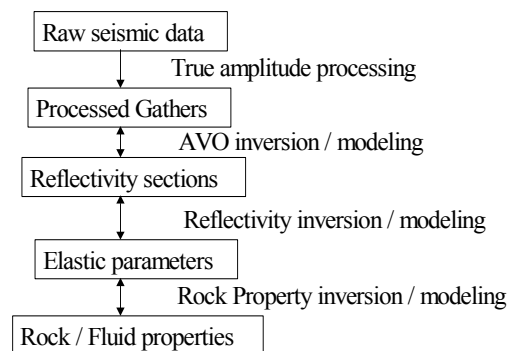 Raw seismic data
True amplitude processing
Processed Gathers
AVO inversion / modeling
Reflectivity sections
Reflectivity inversion / modeling
Elastic parameters
Rock Property inversion / modeling
Rock / Fluid properties